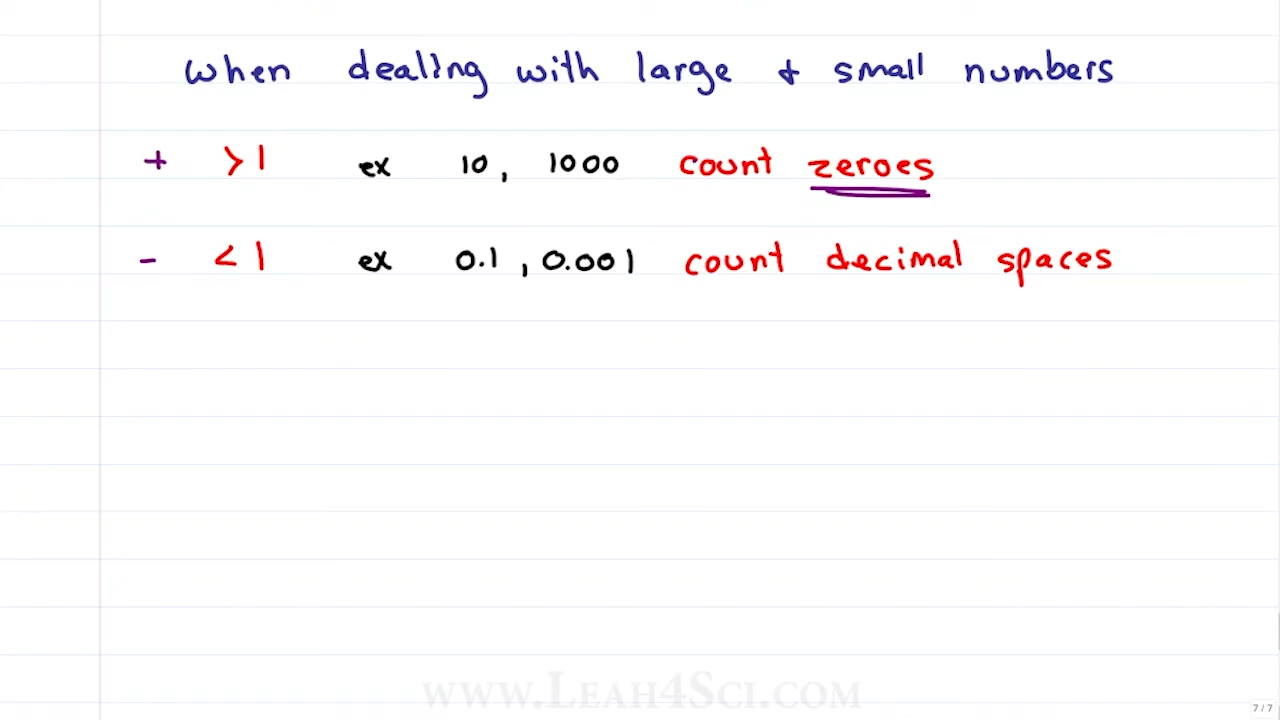 when dealing with large & small numbers
+ >1 ex 10, 1000 count zeroes
- <1 ex 0.1, 0.001 count decimal spaces
www.Leah4Sci.com
7 / 7